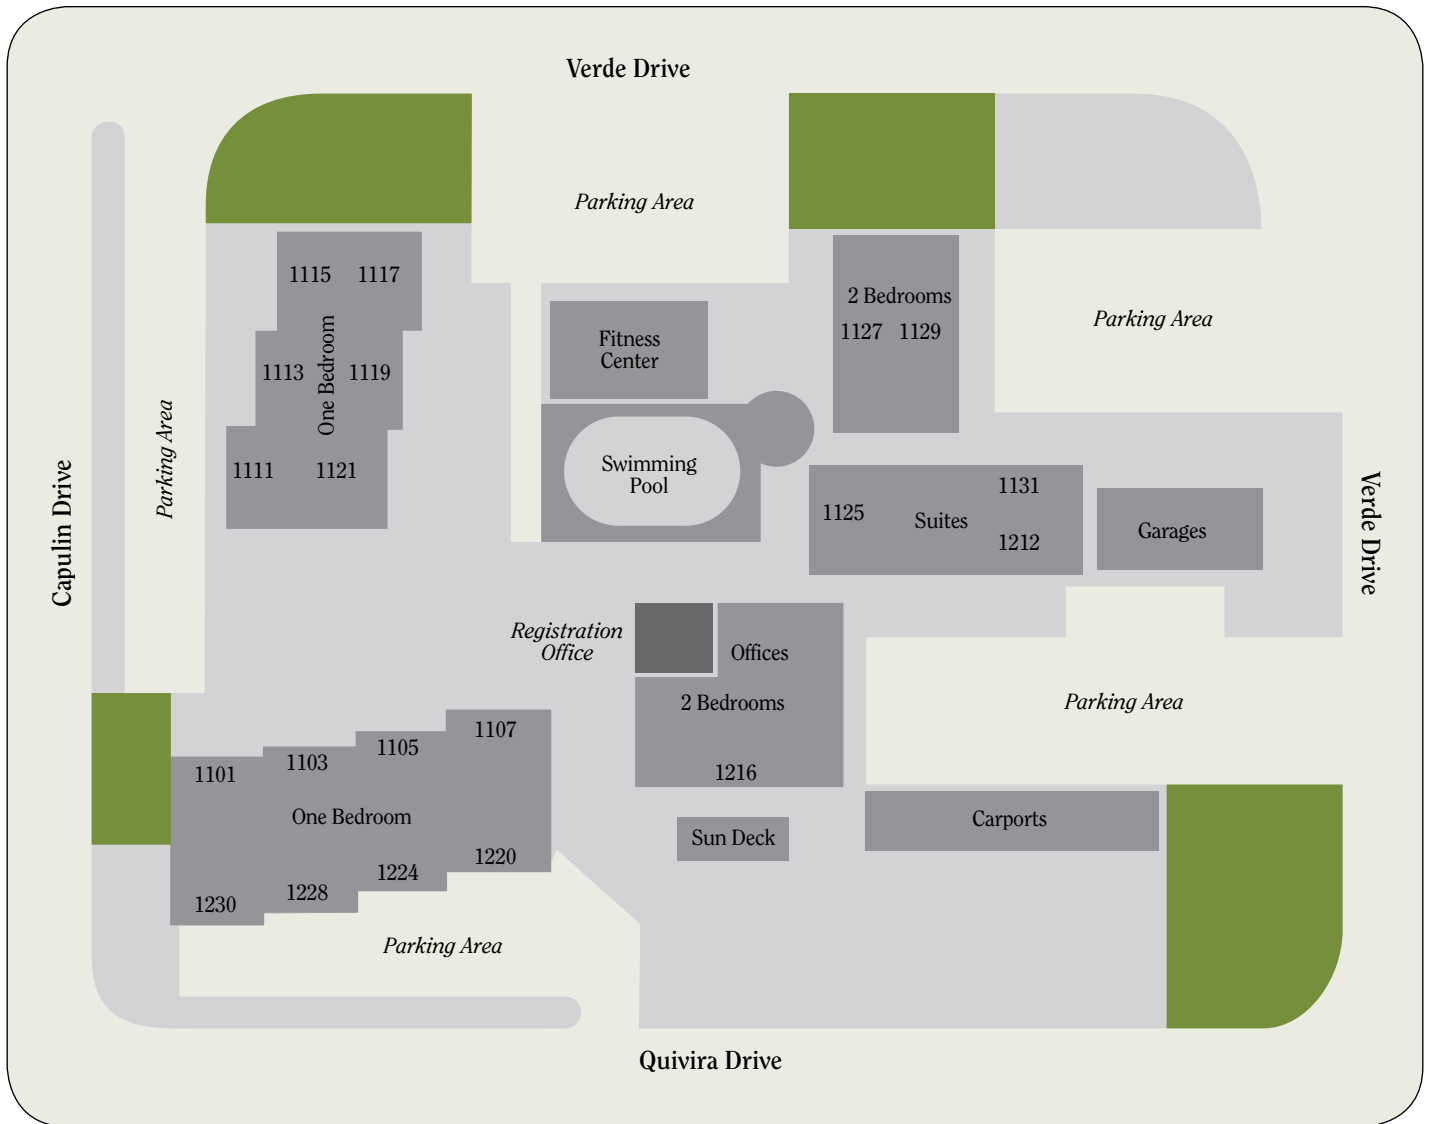 Verde Drive
Parking Area
1115 1117
One Bedroom
1113 1119
1111 1121
Fitness
Center
Swimming
Pool
2 Bedrooms
1127 1129
Parking Area
Parking Area
Capulin Drive
1125
Suites
1131
1212
Garages
Verde Drive
Registration
Office
Offices
2 Bedrooms
1216
Parking Area
1101
1103
1105
1107
One Bedroom
1230
1228
1224
1220
Sun Deck
Carports
Parking Area
Quivira Drive